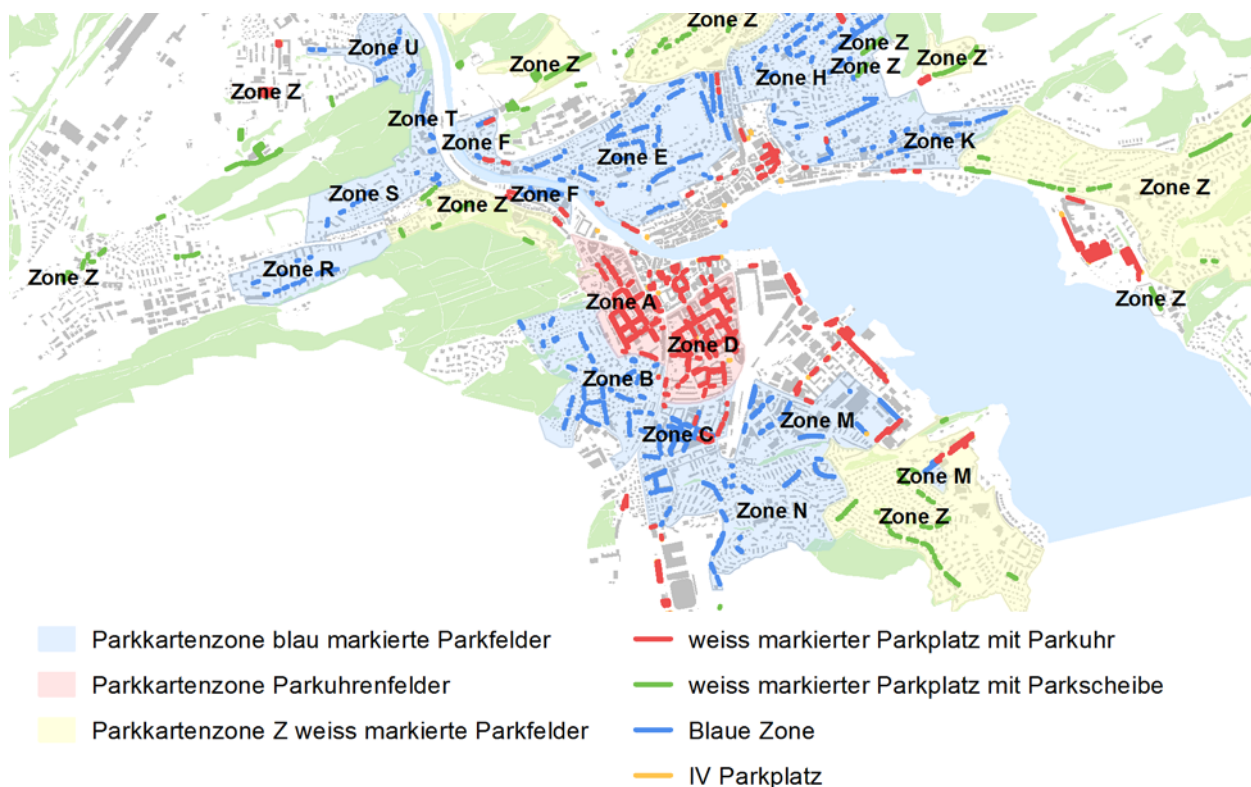 Zone Z
Zone U
Zone Z
Zone Z
Zone Z
Zone Z
Zone H
Zone Z
Zone T
Zone F
Zone K
Zone E
Zone Z
Zone S
Zone F
Zone Z
Zone R
Zone Z
Zone Z
Zone A
Zone D
Zone B
Zone M
Zone C
Zone M
Zone N
Zone Z
Parkkartenzone blau markierte Parkfelder
Parkkartenzone Parkuhrenfelder
Parkkartenzone Z weiss markierte Parkfelder
weiss markierter Parkplatz mit Parkuhr
weiss markierter Parkplatz mit Parkscheibe
Blaue Zone
IV Parkplatz